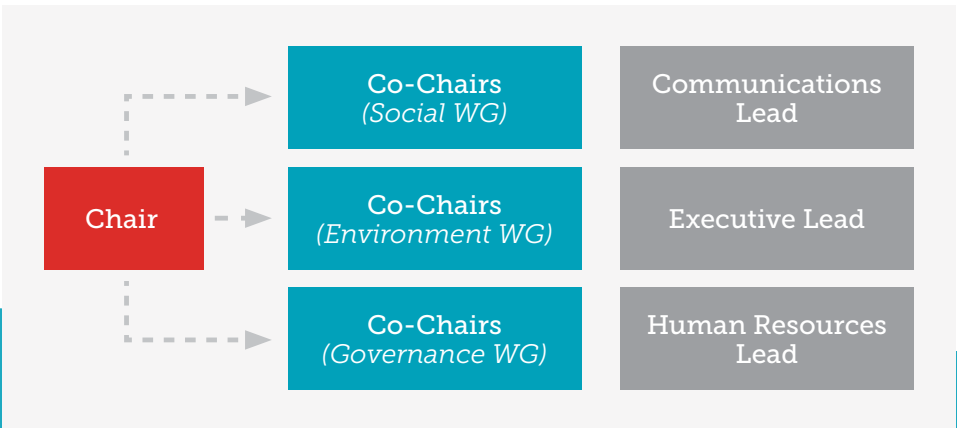 Co-Chairs
(Social WG)
Communications
Lead
Chair
Co-Chairs
(Environment WG)
Executive Lead
Co-Chairs
(Governance WG)
Human Resources
Lead